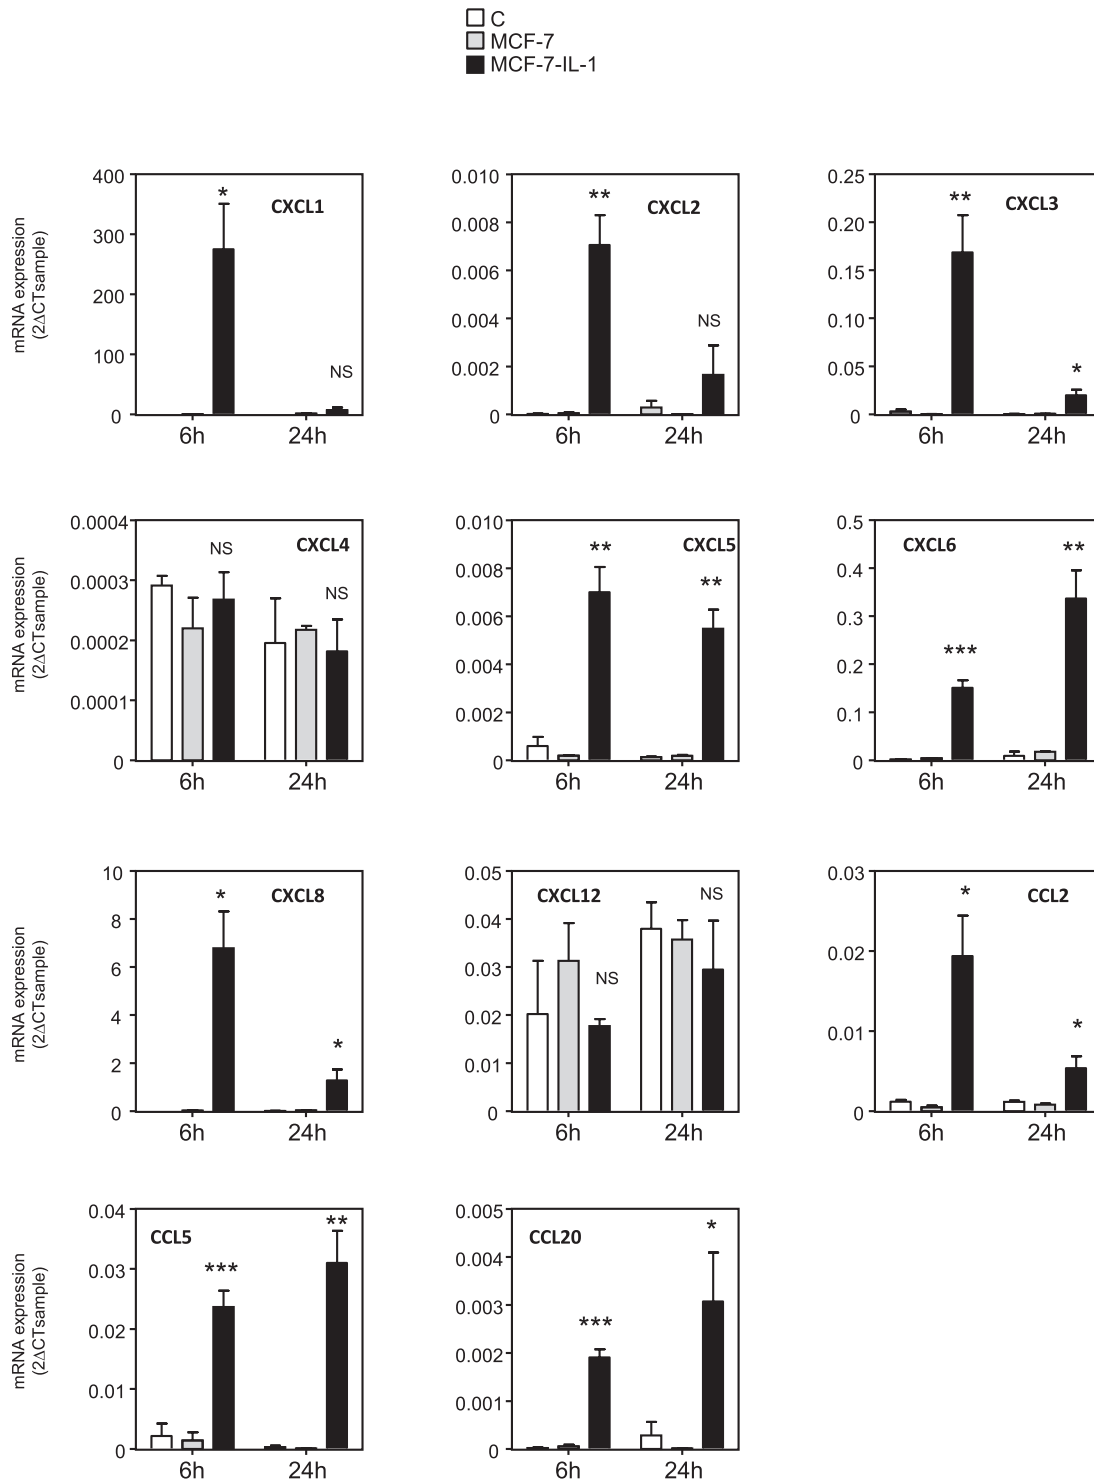 C
MCF-7
MCF-7-IL-1
mRNA expression
(2ΔCTsample)
400
300
200
100
0
*
CXCL1
NS
6h
24h
0.010
0.008
0.006
0.004
0.002
0
**
CXCL2
NS
6h
24h
0.25
0.20
0.15
0.10
0.05
0
**
CXCL3
*
6h
24h
mRNA expression
(2ΔCTsample)
0.0004
0.0003
0.0002
0.0001
0
NS
CXCL4
NS
6h
24h
0.010
0.008
0.006
0.004
0.002
0
**
CXCL5
**
6h
24h
0.5
0.4
0.3
0.2
0.1
0
CXCL6
**
***
6h
24h
mRNA expression
(2ΔCTsample)
10
8
6
4
2
0
*
CXCL8
*
6h
24h
0.05
0.04
0.03
0.02
0.01
0
CXCL12
NS
NS
6h
24h
0.03
0.02
0.01
0
*
CCL2
*
6h
24h
mRNA expression
(2ΔCTsample)
0.04
0.03
0.02
0.01
0
CCL5
**
***
6h
24h
0.005
0.004
0.003
0.002
0.001
0
CCL20
*
***
6h
24h